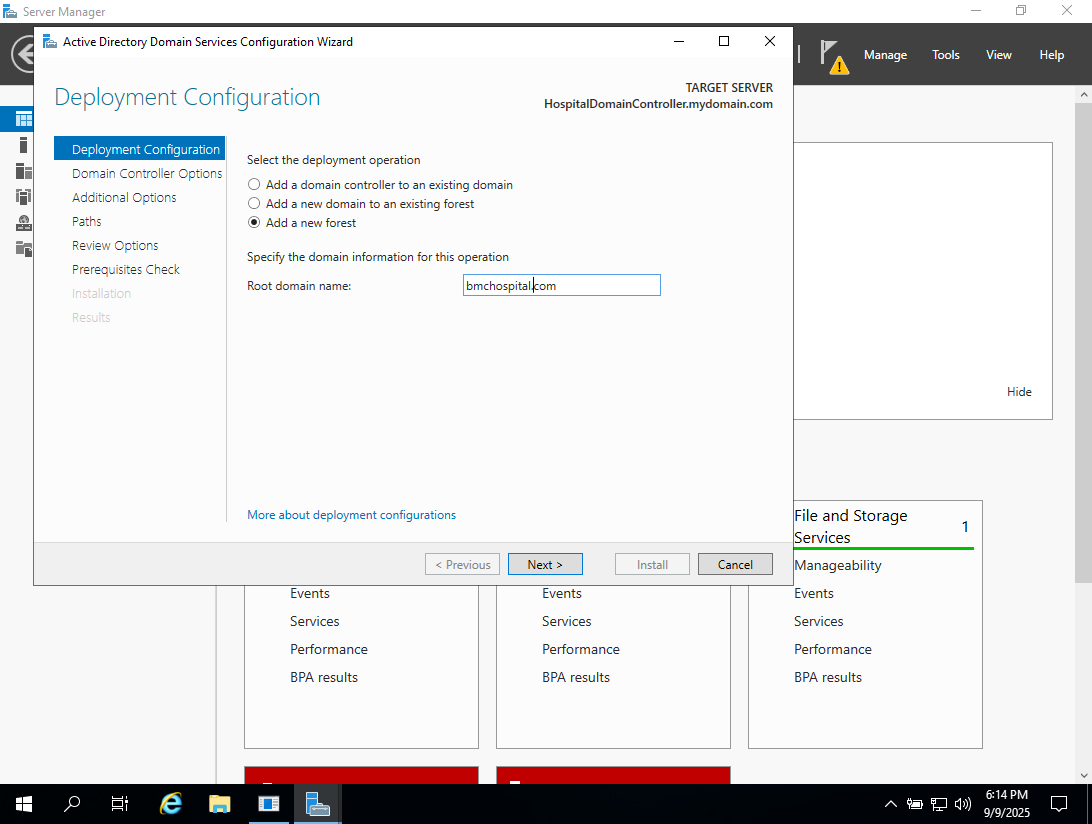 Server Manager
Active Directory Domain Services Configuration Wizard
Manage
Tools
View
Help
Deployment Configuration
TARGET SERVER
HospitalDomainController.mydomain.com
Deployment Configuration
Domain Controller Options
Additional Options
Paths
Review Options
Prerequisites Check
Installation
Results
Select the deployment operation
Add a domain controller to an existing domain
Add a new domain to an existing forest
Add a new forest
Specify the domain information for this operation
Root domain name:
bmchospital.com
More about deployment configurations
< Previous
Next >
Install
Cancel
Hide
File and Storage
Services
1
Manageability
Events
Services
Performance
BPA results
Events
Services
Performance
BPA results
Events
Services
Performance
BPA results
6:14 PM
9/9/2025